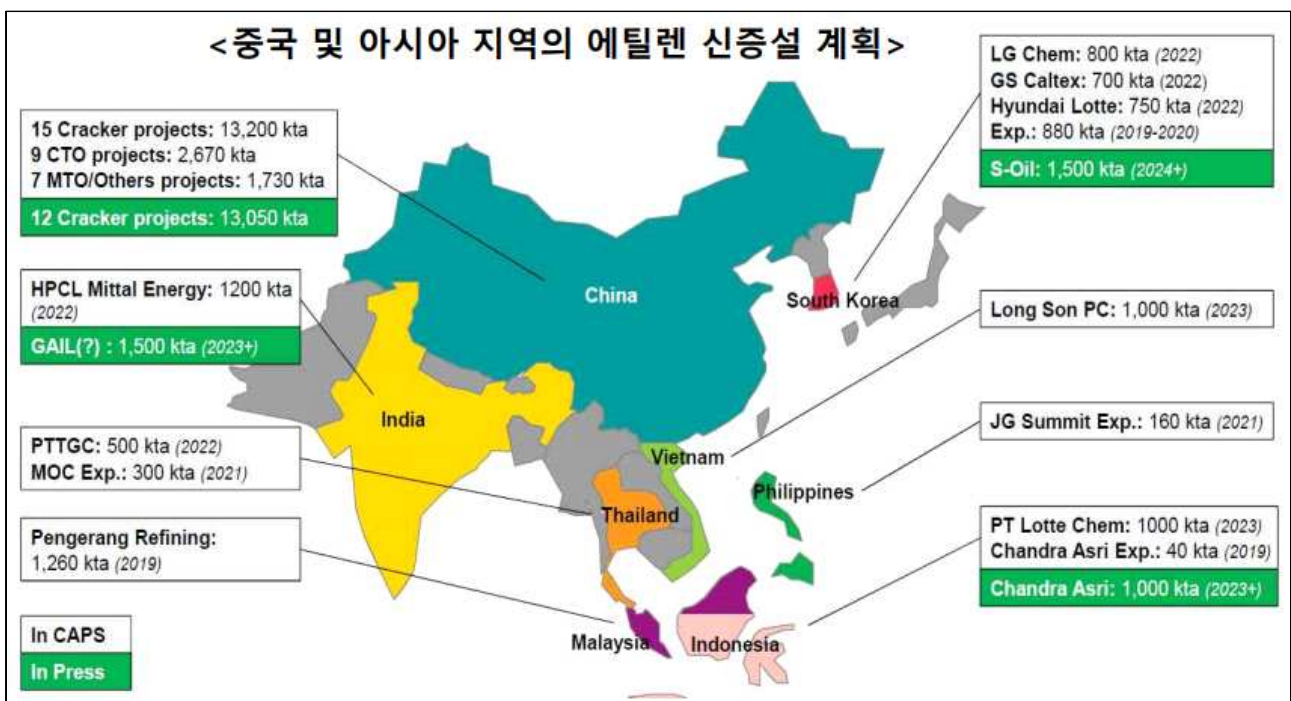 <중국 및 아시아 지역의 에틸렌 신증설 계획>
15 Cracker projects: 13,200 kta
9 CTO projects: 2,670 kta
7 MTO/Others projects: 1,730 kta
12 Cracker projects: 13,050 kta
HPCL Mittal Energy: 1200 kta
(2022)
GAIL(?) : 1,500 kta (2023+)
PTTGC: 500 kta (2022)
MOC Exp.: 300 kta (2021)
Pengerang Refining:
1,260 kta (2019)
In CAPS
In Press
China
India
Thailand
Malaysia
Vietnam
Philippines
Indonesia
South Korea
LG Chem: 800 kta (2022)
GS Caltex: 700 kta (2022)
Hyundai Lotte: 750 kta (2022)
Exp.: 880 kta (2019-2020)
S-Oil: 1,500 kta (2024+)
Long Son PC: 1,000 kta (2023)
JG Summit Exp.: 160 kta (2021)
PT Lotte Chem: 1000 kta (2023)
Chandra Asri Exp.: 40 kta (2019)
Chandra Asri: 1,000 kta (2023+)